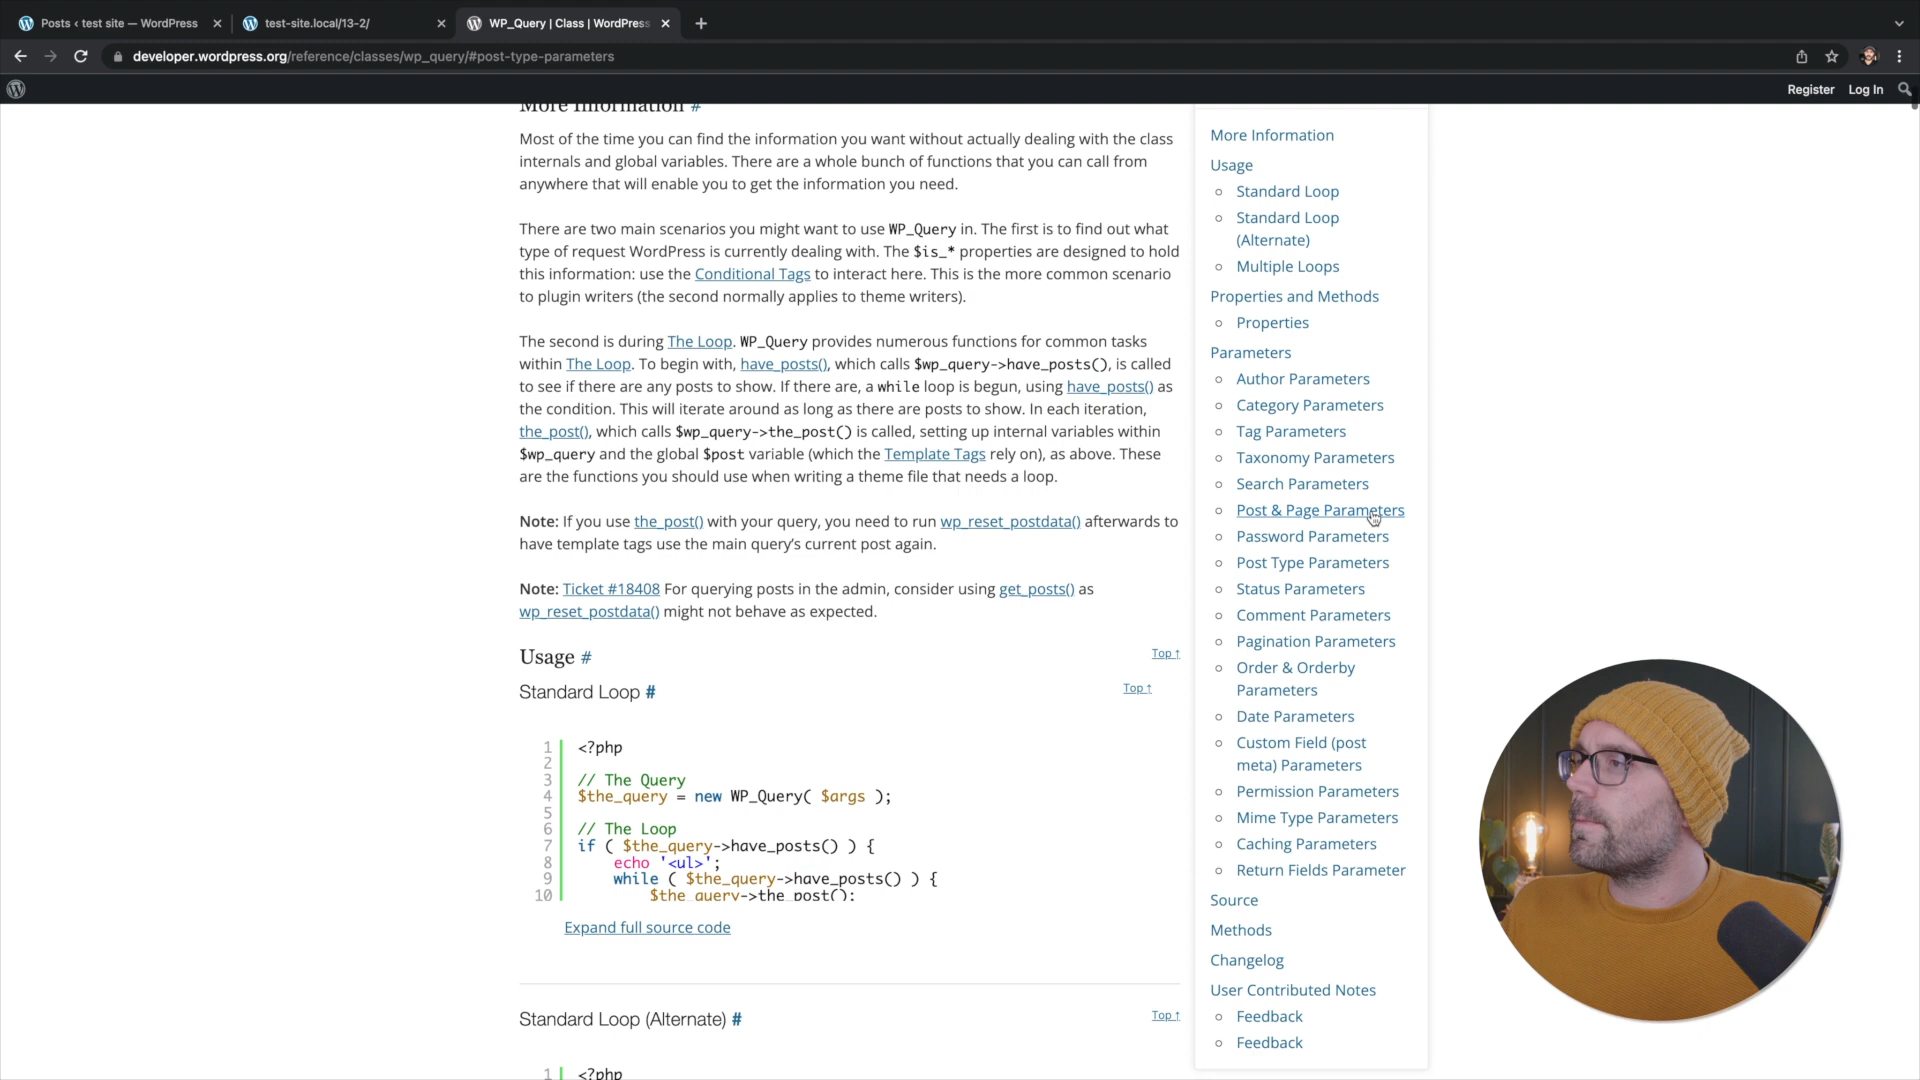 Posts ‹ test site — WordPress
test-site.local/13-2/
WP_Query | Class | WordPress
developer.wordpress.org/reference/classes/wp_query/#post-type-parameters
Register Log In
More Information #
Most of the time you can find the information you want without actually dealing with the class
internals and global variables. There are a whole bunch of functions that you can call from
anywhere that will enable you to get the information you need.
There are two main scenarios you might want to use WP_Query in. The first is to find out what
type of request WordPress is currently dealing with. The $is_* properties are designed to hold
this information: use the Conditional Tags to interact here. This is the more common scenario
to plugin writers (the second normally applies to theme writers).
The second is during The Loop. WP_Query provides numerous functions for common tasks
within The Loop. To begin with, have_posts(), which calls $wp_query->have_posts(), is called
to see if there are any posts to show. If there are, a while loop is begun, using have_posts() as
the condition. This will iterate around as long as there are posts to show. In each iteration,
the_post(), which calls $wp_query->the_post() is called, setting up internal variables within
$wp_query and the global $post variable (which the Template Tags rely on), as above. These
are the functions you should use when writing a theme file that needs a loop.
Note: If you use the_post() with your query, you need to run wp_reset_postdata() afterwards to
have template tags use the main query’s current post again.
Note: Ticket #18408 For querying posts in the admin, consider using get_posts() as
wp_reset_postdata() might not behave as expected.
Usage #
Top ↑
Standard Loop #
Top ↑
1 <?php
2
3 // The Query
4 $the_query = new WP_Query( $args );
5
6 // The Loop
7 if ( $the_query->have_posts() ) {
8 echo '<ul>';
9 while ( $the_query->have_posts() ) {
10 $the_query->the_post();
Expand full source code
Standard Loop (Alternate) #
Top ↑
1 <?php
More Information
Usage
Standard Loop
Standard Loop
(Alternate)
Multiple Loops
Properties and Methods
Properties
Parameters
Author Parameters
Category Parameters
Tag Parameters
Taxonomy Parameters
Search Parameters
Post & Page Parameters
Password Parameters
Post Type Parameters
Status Parameters
Comment Parameters
Pagination Parameters
Order & Orderby
Parameters
Date Parameters
Custom Field (post
meta) Parameters
Permission Parameters
Mime Type Parameters
Caching Parameters
Return Fields Parameter
Source
Methods
Changelog
User Contributed Notes
Feedback
Feedback